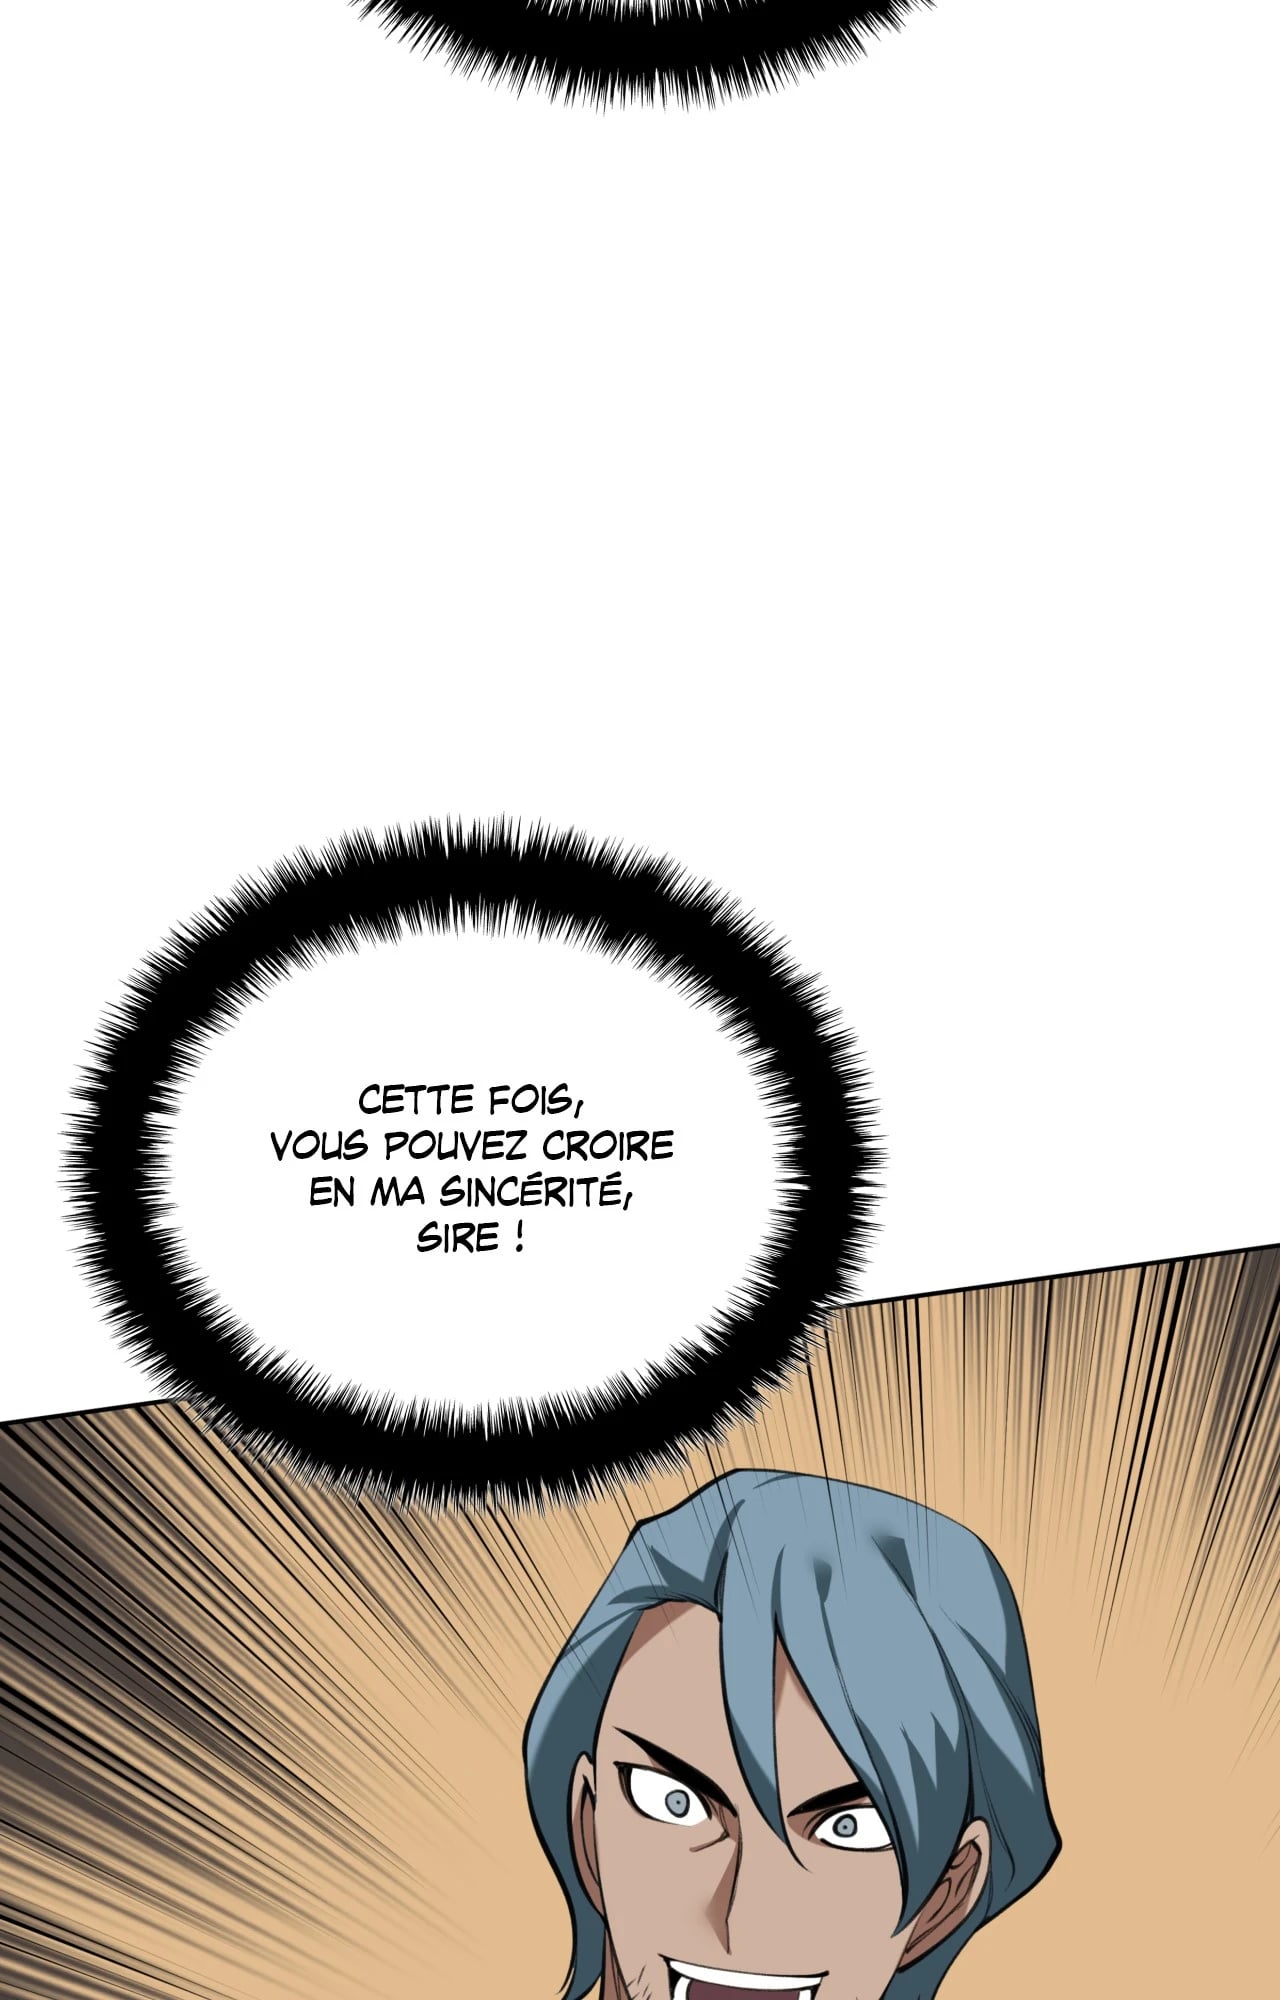 CETTE FOIS,
VOUS POUVEZ CROIRE
EN MA SINCÉRITÉ,
SIRE !